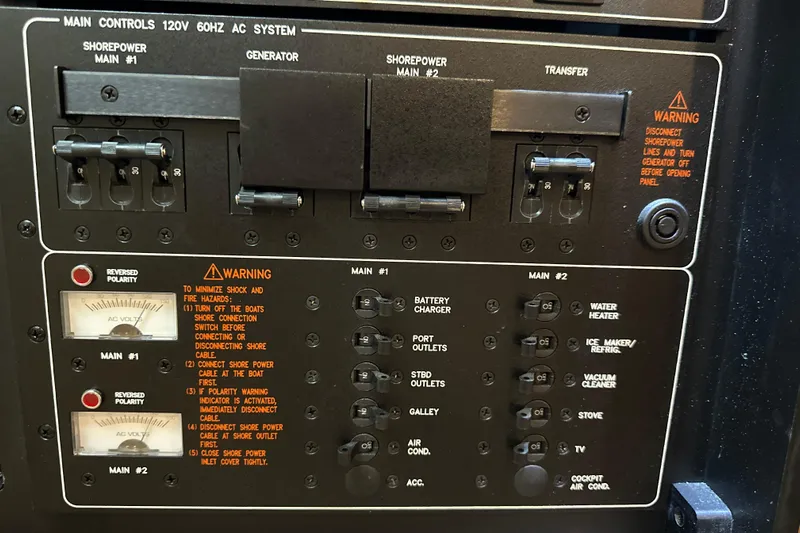 MAIN CONTROLS 120V 60HZ AC SYSTEM
SHOREPOWER
MAIN #1
GENERATOR
SHOREPOWER
MAIN #2
TRANSFER
WARNING
DISCONNECT
SHOREPOWER
LINES AND TURN
GENERATOR OFF
BEFORE OPENING
PANEL.
30
30
30
30
30
REVERSED
POLARITY
AC VOLTS
MAIN #1
REVERSED
POLARITY
AC VOLTS
MAIN #2
WARNING
TO MINIMIZE SHOCK AND
FIRE HAZARDS:
(1) TURN OFF THE BOATS
SHORE CONNECTION
SWITCH BEFORE
CONNECTING OR
DISCONNECTING SHORE
CABLE.
(2) CONNECT SHORE POWER
CABLE AT THE BOAT
FIRST.
(3) IF POLARITY WARNING
INDICATOR IS ACTIVATED,
IMMEDIATELY DISCONNECT
CABLE.
(4) DISCONNECT SHORE POWER
CABLE AT SHORE OUTLET
FIRST.
(5) CLOSE SHORE POWER
INLET COVER TIGHTLY.
MAIN #1
BATTERY
CHARGER
PORT
OUTLETS
STBD
OUTLETS
GALLEY
AIR
COND.
ACC.
MAIN #2
WATER
HEATER
ICE MAKER/
REFRIG.
VACUUM
CLEANER
STOVE
TV
COCKPIT
AIR COND.